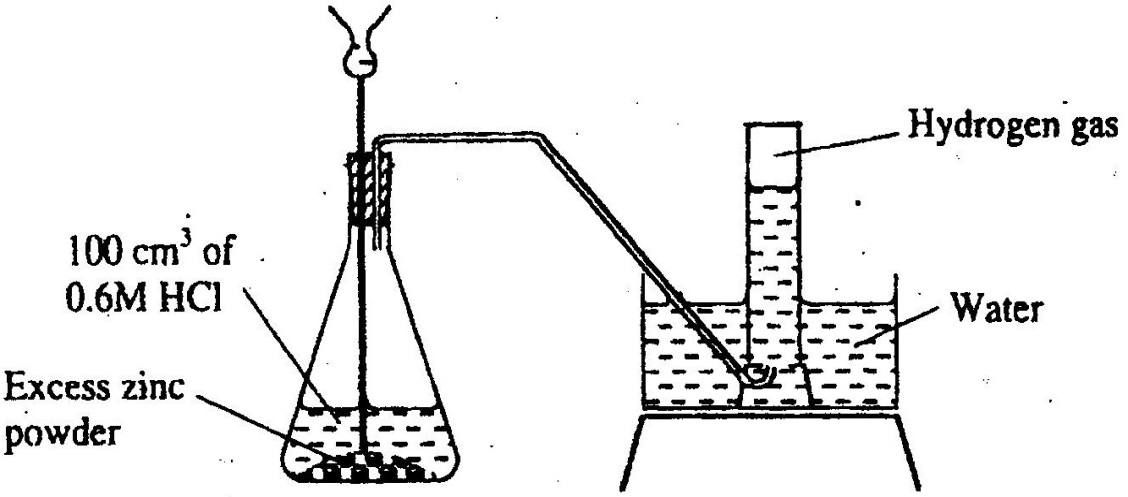 Hydrogen gas
100 cm³ of
0.6M HCl
Water
Excess zinc
powder